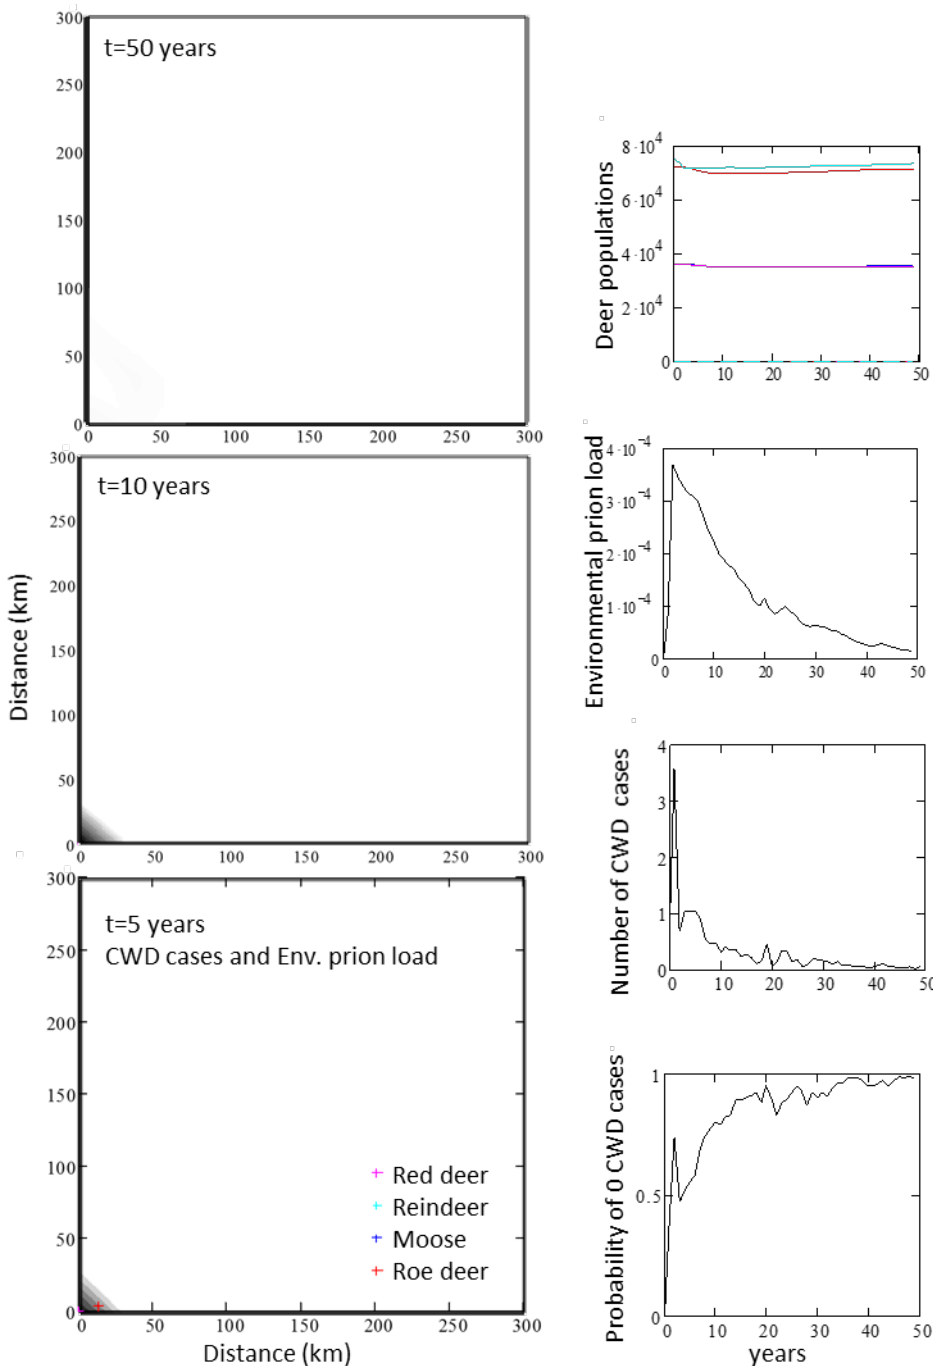 300
t=50 years
250
200
150
100
50
0
0 50 100 150 200 250 300
300
t=10 years
250
200
150
100
50
0
0 50 100 150 200 250 300
Distance (km)
300
t=5 years
CWD cases and Env. prion load
250
200
150
100
50
0
Red deer
Reindeer
Moose
Roe deer
0 50 100 150 200 250 300
Distance (km)
Deer populations
8·10⁴
6·10⁴
4·10⁴
2·10⁴
0
0 10 20 30 40 50
Environmental prion load
4·10⁻⁴
3·10⁻⁴
2·10⁻⁴
1·10⁻⁴
0
0 10 20 30 40 50
Number of CWD cases
4
3
2
1
0
0 10 20 30 40 50
Probability of 0 CWD cases
1
0.5
0
0 10 20 30 40 50
years